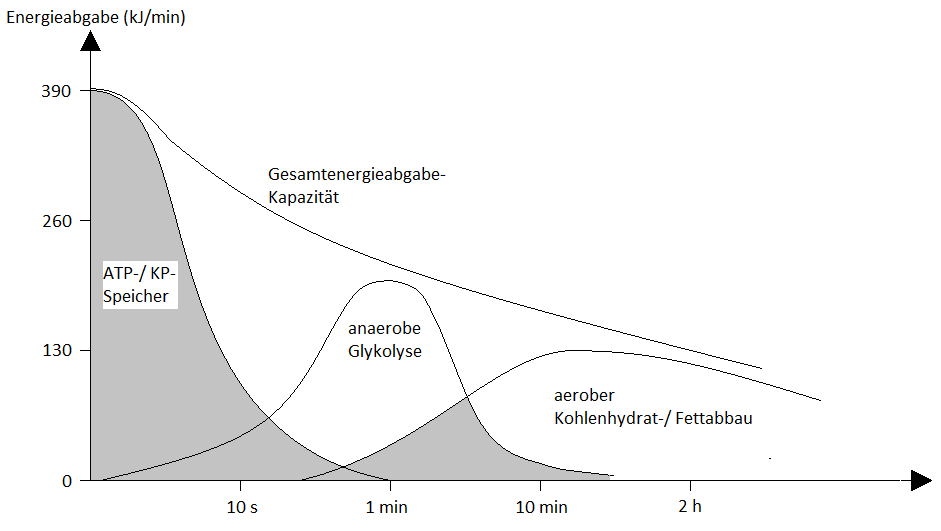 Energieabgabe (kJ/min)
390
Gesamtenergieabgabe-
Kapazität
260
ATP-/ KP-
Speicher
anaerobe
Glykolyse
130
aerober
Kohlenhydrat-/ Fettabbau
0
10 s
1 min
10 min
2 h